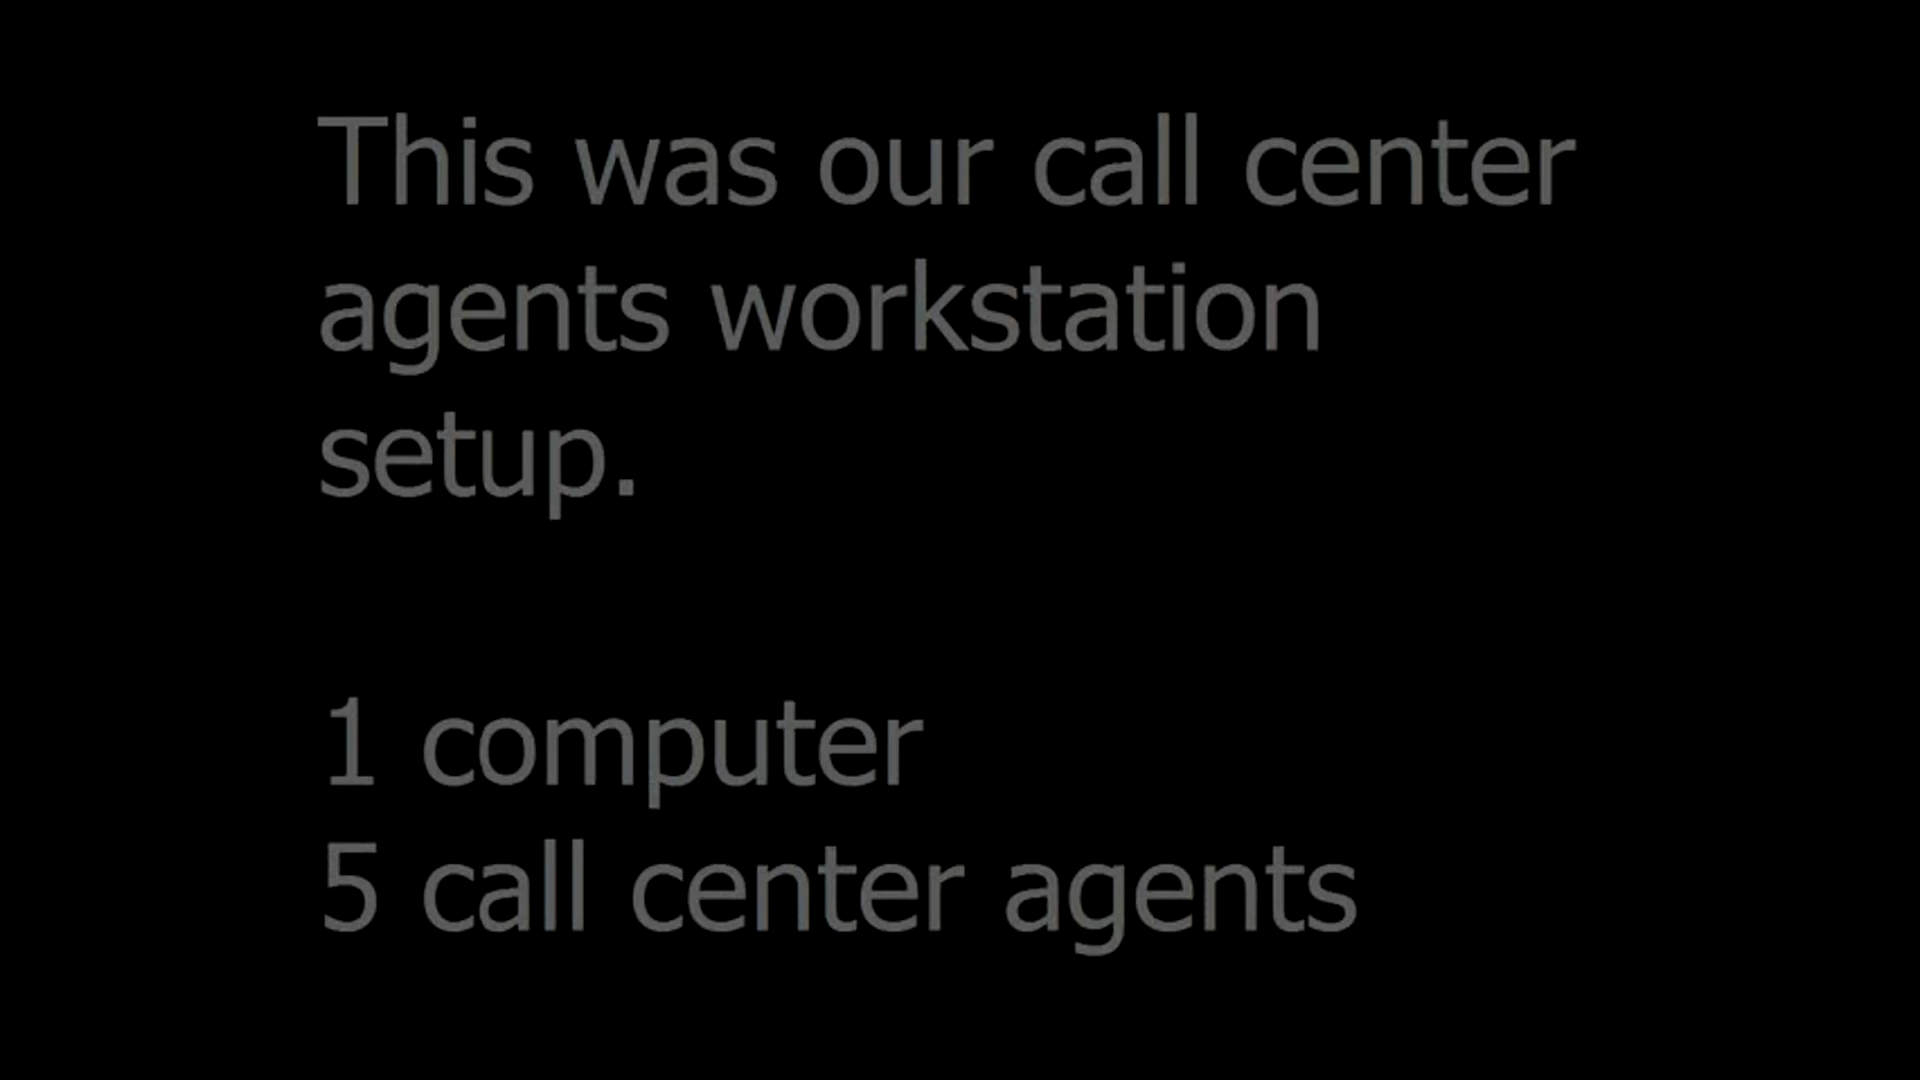 This was our call center
agents workstation
setup.
1 computer
5 call center agents